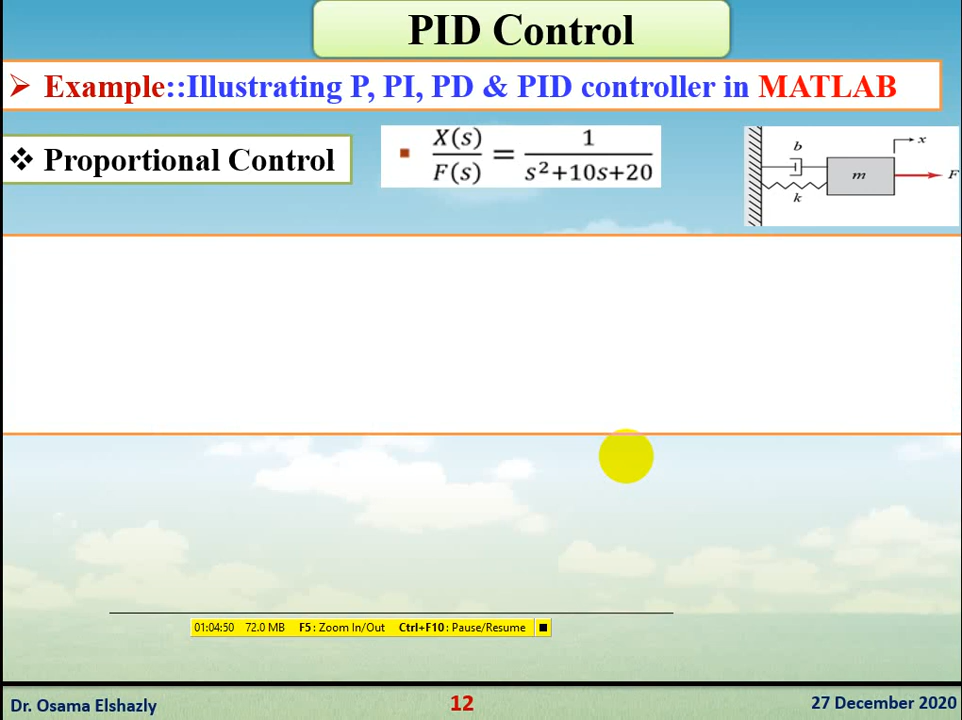 PID Control
➢ Example::Illustrating P, PI, PD & PID controller in MATLAB
❖ Proportional Control
▪ X(s)/F(s) = 1/(s²+10s+20)
b
x
m
F
k
01:04:50 72.0 MB F5: Zoom In/Out Ctrl+F10: Pause/Resume
Dr. Osama Elshazly 12 27 December 2020